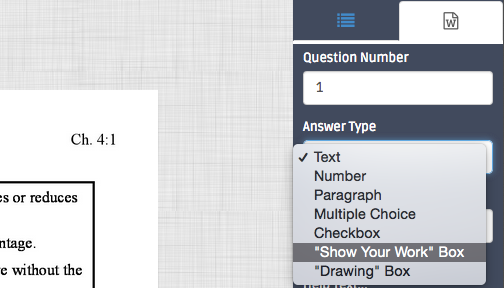 W
Question Number
1
Ch. 4:1
Answer Type
✓ Text
Number
Paragraph
Multiple Choice
Checkbox
"Show Your Work" Box
"Drawing" Box
es or reduces
ntage.
e without the